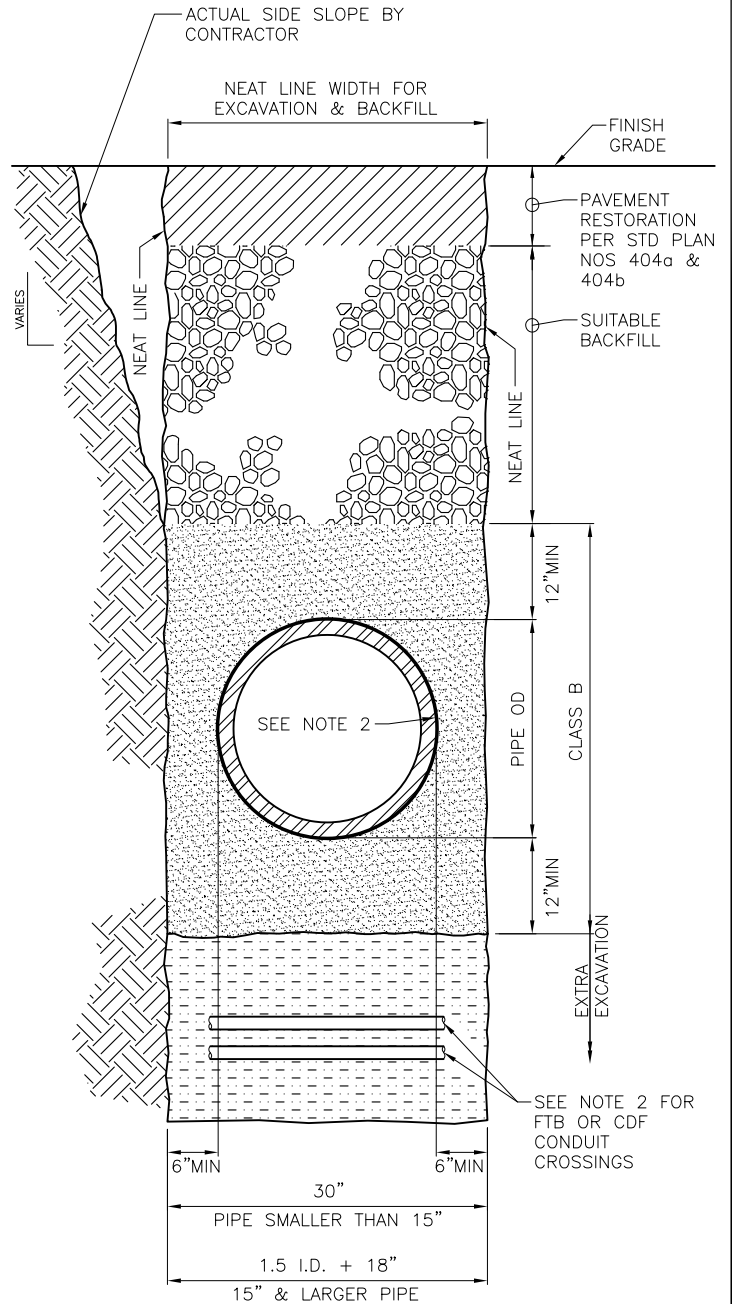 ACTUAL SIDE SLOPE BY
CONTRACTOR
NEAT LINE WIDTH FOR
EXCAVATION & BACKFILL
FINISH
GRADE
PAVEMENT
RESTORATION
PER STD PLAN
NOS 404a &
404b
VARIES
NEAT LINE
SUITABLE
BACKFILL
NEAT LINE
12"MIN
SEE NOTE 2
PIPE OD
CLASS B
12"MIN
EXTRA
EXCAVATION
SEE NOTE 2 FOR
FTB OR CDF
CONDUIT
CROSSINGS
6"MIN
6"MIN
30"
PIPE SMALLER THAN 15"
1.5 I.D. + 18"
15" & LARGER PIPE